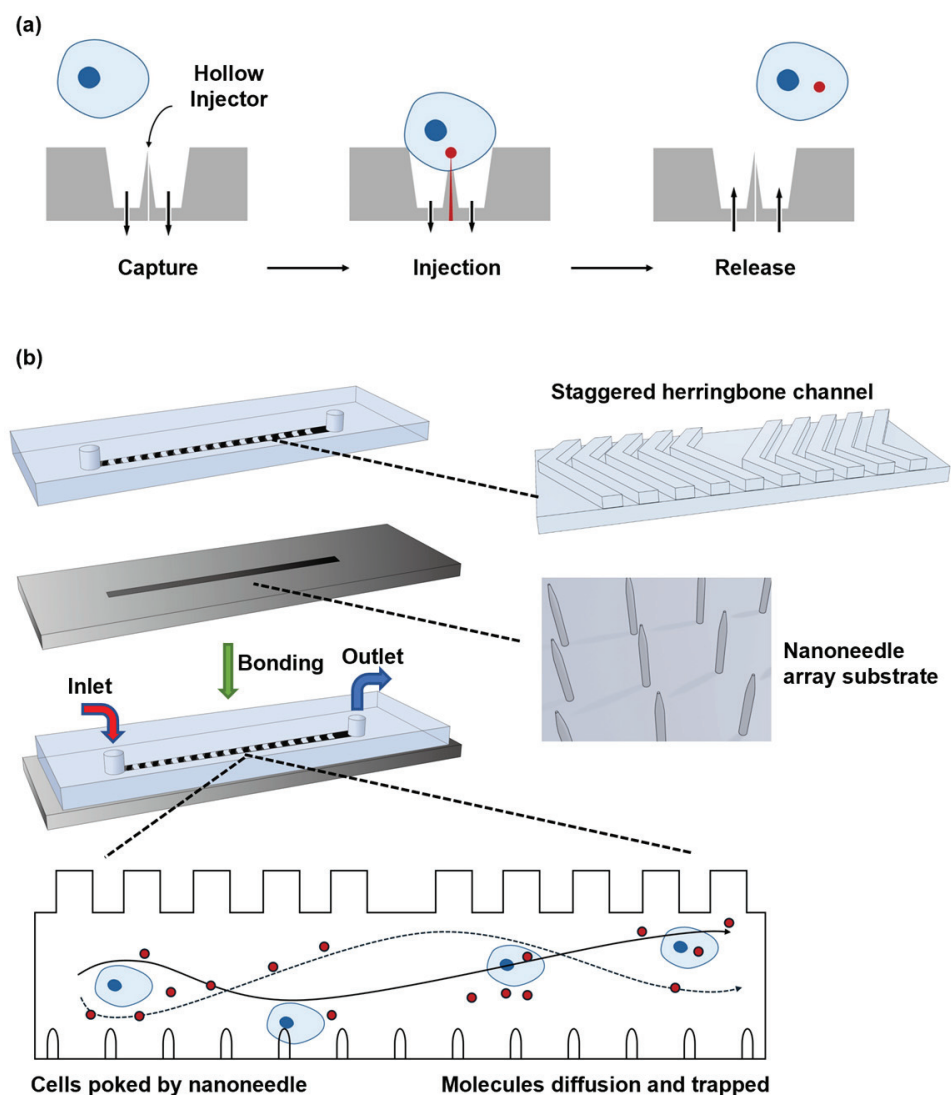 (a)
Hollow
Injector
Capture
Injection
Release
(b)
Staggered herringbone channel
Nanoneedle
array substrate
Bonding
Outlet
Inlet
Cells poked by nanoneedle
Molecules diffusion and trapped